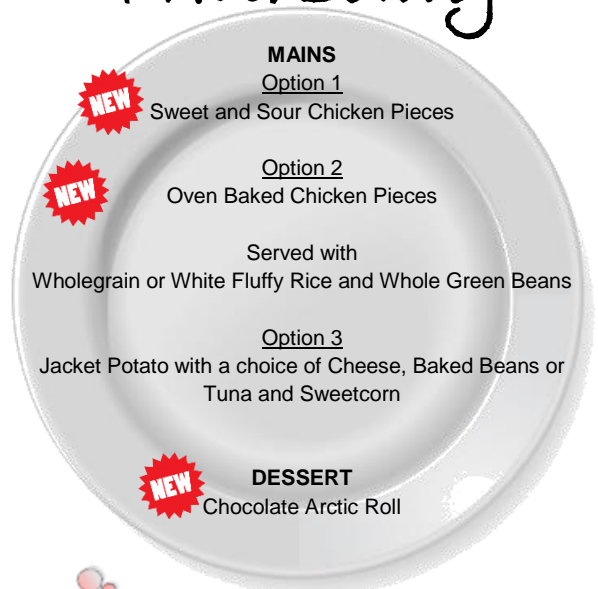 MAINS
NEW
Option 1
Sweet and Sour Chicken Pieces
NEW
Option 2
Oven Baked Chicken Pieces
Served with
Wholegrain or White Fluffy Rice and Whole Green Beans
Option 3
Jacket Potato with a choice of Cheese, Baked Beans or
Tuna and Sweetcorn
NEW
DESSERT
Chocolate Arctic Roll